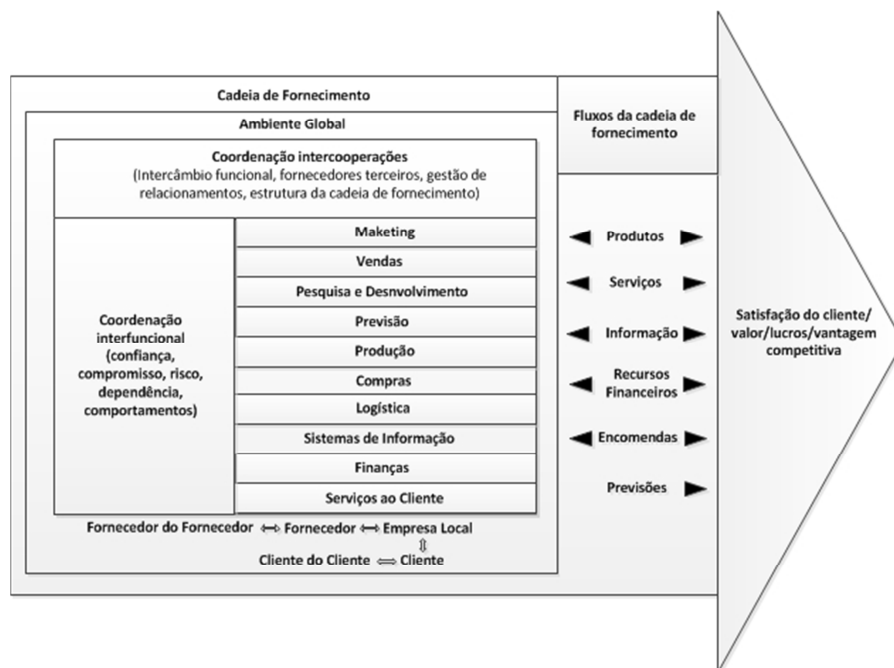 Cadeia de Fornecimento
Ambiente Global
Coordenação intercooperações
(Intercâmbio funcional, fornecedores terceiros, gestão de
relacionamentos, estrutura da cadeia de fornecimento)
Coordenação
interfuncional
(confiança,
compromisso, risco,
dependência,
comportamentos)
Maketing
Vendas
Pesquisa e Desnvolvimento
Previsão
Produção
Compras
Logística
Sistemas de Informação
Finanças
Serviços ao Cliente
Fornecedor do Fornecedor ⇔ Fornecedor ⇔ Empresa Local
Cliente do Cliente ⇔ Cliente
Fluxos da cadeia de
fornecimento
Produtos
Serviços
Informação
Recursos
Financeiros
Encomendas
Previsões
Satisfação do cliente/
valor/lucros/vantagem
competitiva